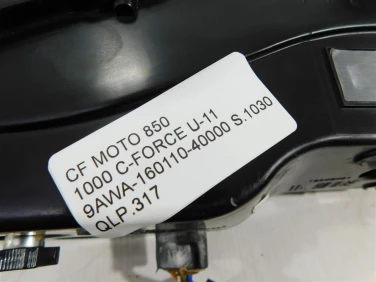 CF MOTO 850
1000 C-FORCE U-11
9AWA-160110-40000 S.1030
QLP.317